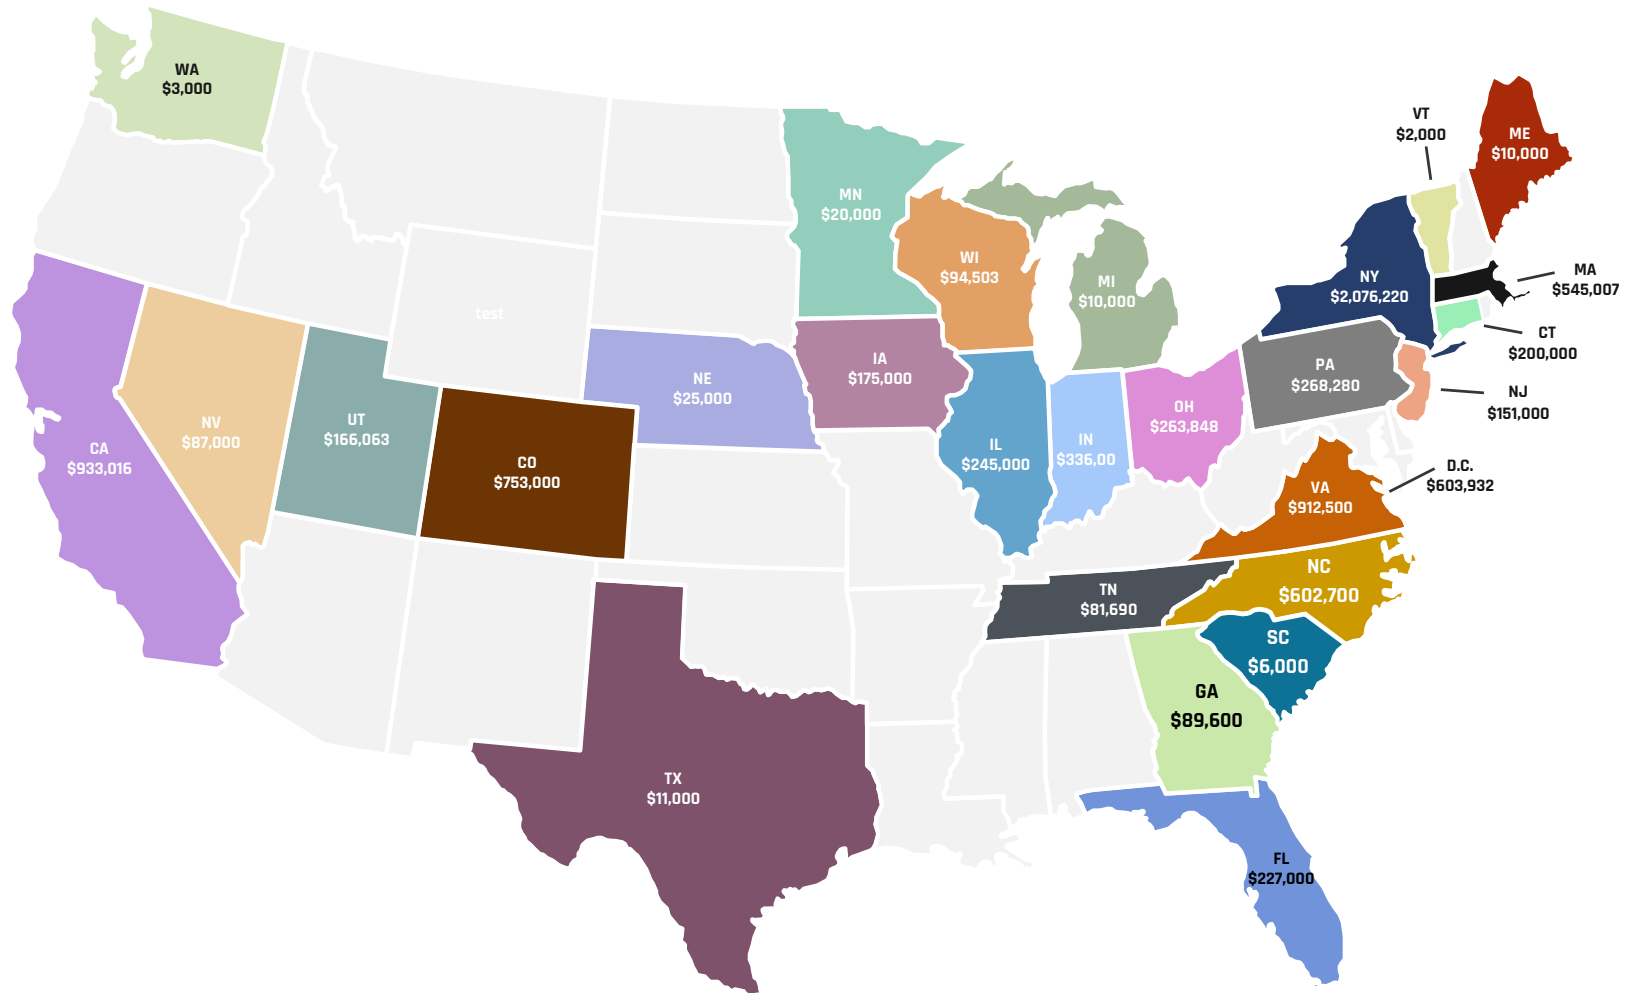 WA
$3,000
VT
$2,000
ME
$10,000
MN
$20,000
WI
$94,503
MI
$10,000
NY
$2,076,220
MA
$545,007
test
CT
$200,000
IA
$175,000
NE
$25,000
PA
$268,280
NJ
$151,000
NV
$87,000
UT
$166,063
OH
$263,848
CA
$933,016
CO
$753,000
IL
$245,000
IN
$336,00
D.C.
$603,932
VA
$912,500
NC
$602,700
TN
$81,690
SC
$6,000
GA
$89,600
TX
$11,000
FL
$227,000